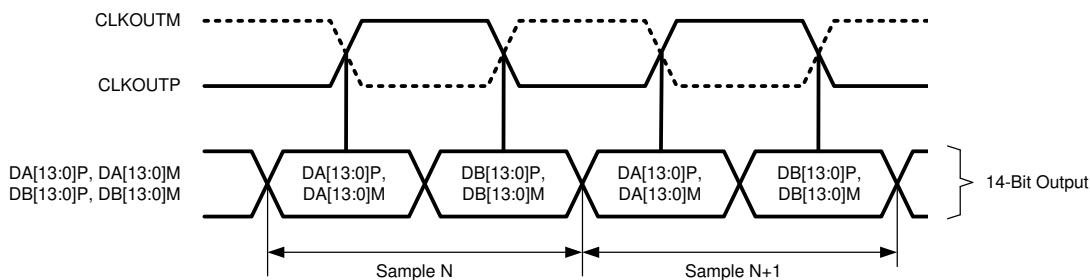 CLKOUTM
CLKOUTP
DA[13:0]P, DA[13:0]M
DB[13:0]P, DB[13:0]M
DA[13:0]P,
DA[13:0]M
DB[13:0]P,
DB[13:0]M
DA[13:0]P,
DA[13:0]M
DB[13:0]P,
DB[13:0]M
14-Bit Output
Sample N
Sample N+1